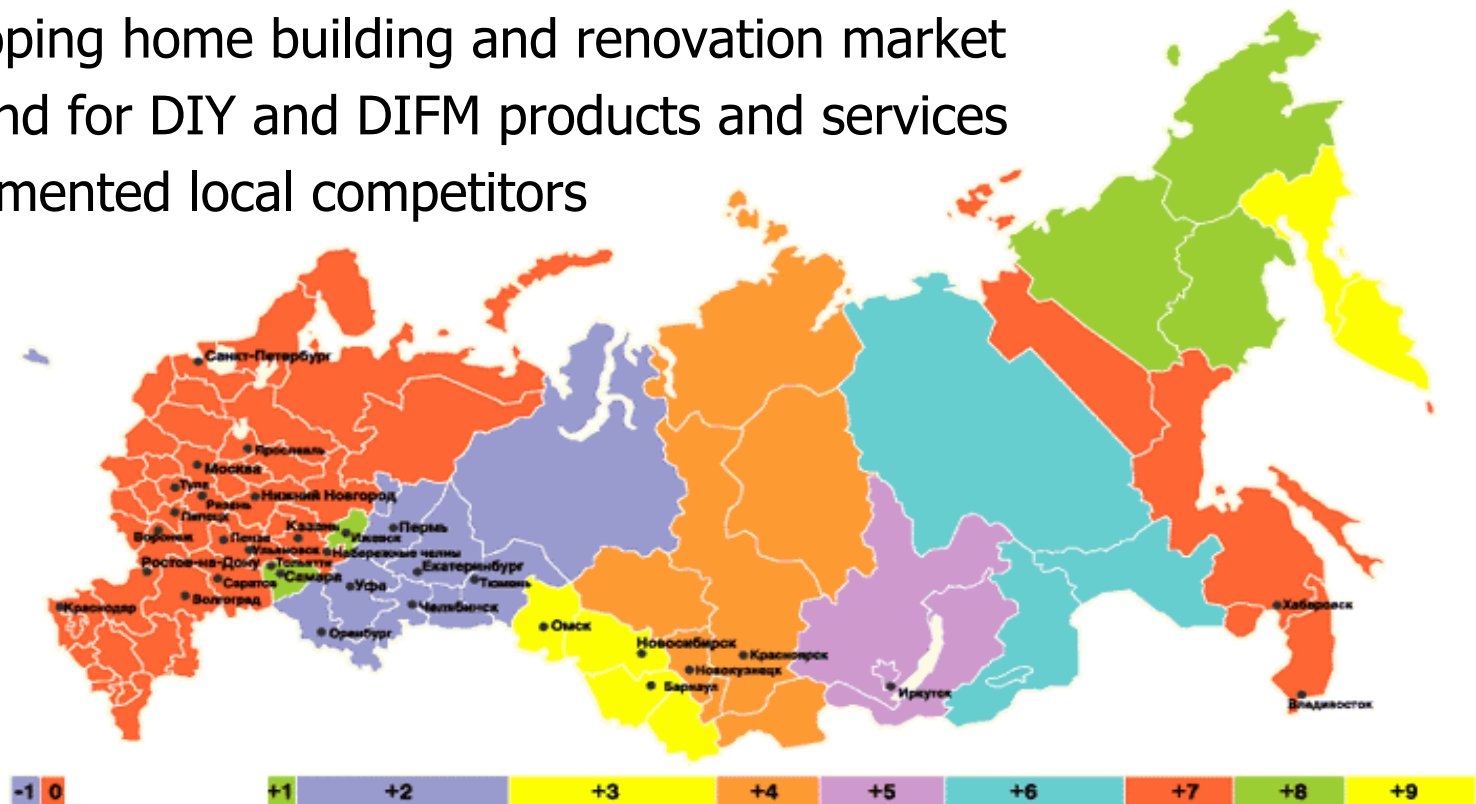 pping home building and renovation market
nd for DIY and DIFM products and services
mented local competitors
Санкт-Петербург
Ярославль
Москва
Тула
Рязань
Нижний Новгород
Липецк
Казань
Ижевск
Пермь
Воронеж
Пенза
Ульяновск
Набережные челны
Ростов-на-Дону
Тольятти
Екатеринбург
Саратов
Самара
Уфа
Тюмень
Краснодар
Волгоград
Челябинск
Оренбург
Омск
Новосибирск
Красноярск
Новокузнецк
Барнаул
Иркутск
Хабаровск
Владивосток
-1 0 +1 +2 +3 +4 +5 +6 +7 +8 +9